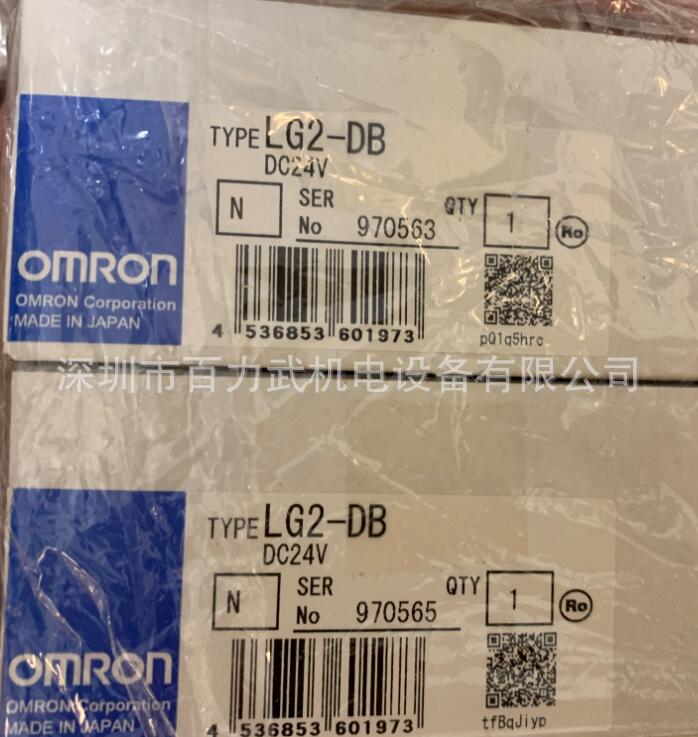 TYPE LG2-DB
DC24V
N
SER
No 970563
QTY 1
Ro
OMRON
OMRON Corporation
MADE IN JAPAN
4 536853 601973
pQ1q5hrc
深圳市百力武机电设备有限公司
TYPE LG2-DB
DC24V
N
SER
No 970565
QTY 1
Ro
OMRON
OMRON Corporation
MADE IN JAPAN
4 536853 601973
tfBqJiyp